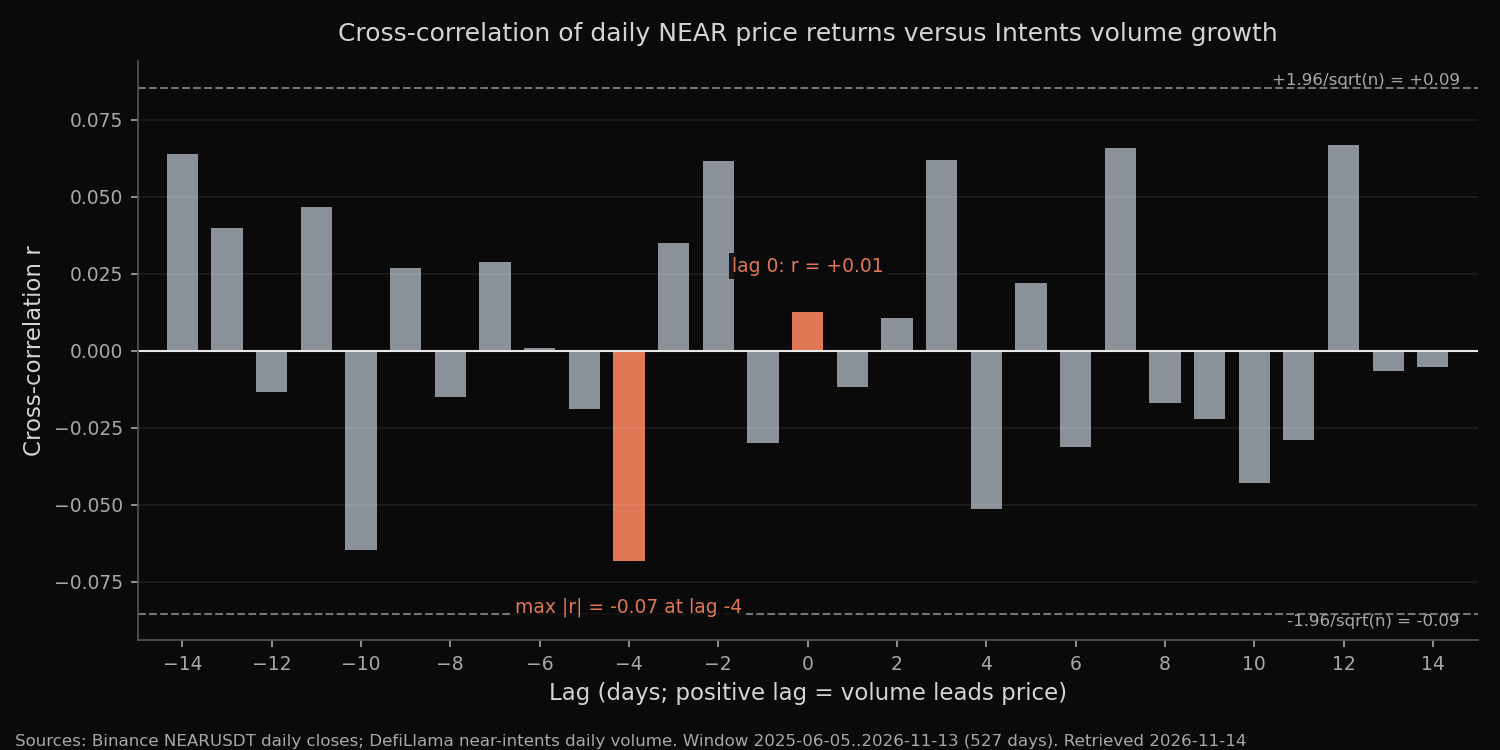 Cross-correlation of daily NEAR price returns versus Intents volume growth
+1.96/sqrt(n) = +0.09
0.075
0.050
0.025
0.000
−0.025
−0.050
−0.075
Cross-correlation r
lag 0: r = +0.01
max |r| = -0.07 at lag -4
-1.96/sqrt(n) = -0.09
−14 −12 −10 −8 −6 −4 −2 0 2 4 6 8 10 12 14
Lag (days; positive lag = volume leads price)
Sources: Binance NEARUSDT daily closes; DefiLlama near-intents daily volume. Window 2025-06-05..2026-11-13 (527 days). Retrieved 2026-11-14